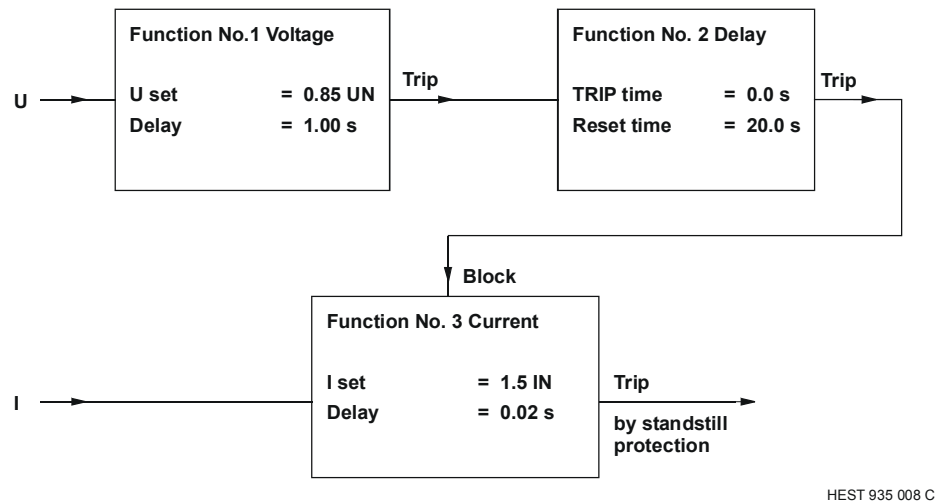 Function No.1 Voltage
U set = 0.85 UN
Delay = 1.00 s
U
Trip
Function No. 2 Delay
TRIP time = 0.0 s
Reset time = 20.0 s
Trip
Block
Function No. 3 Current
I set = 1.5 IN
Delay = 0.02 s
I
Trip
by standstill
protection
HEST 935 008 C